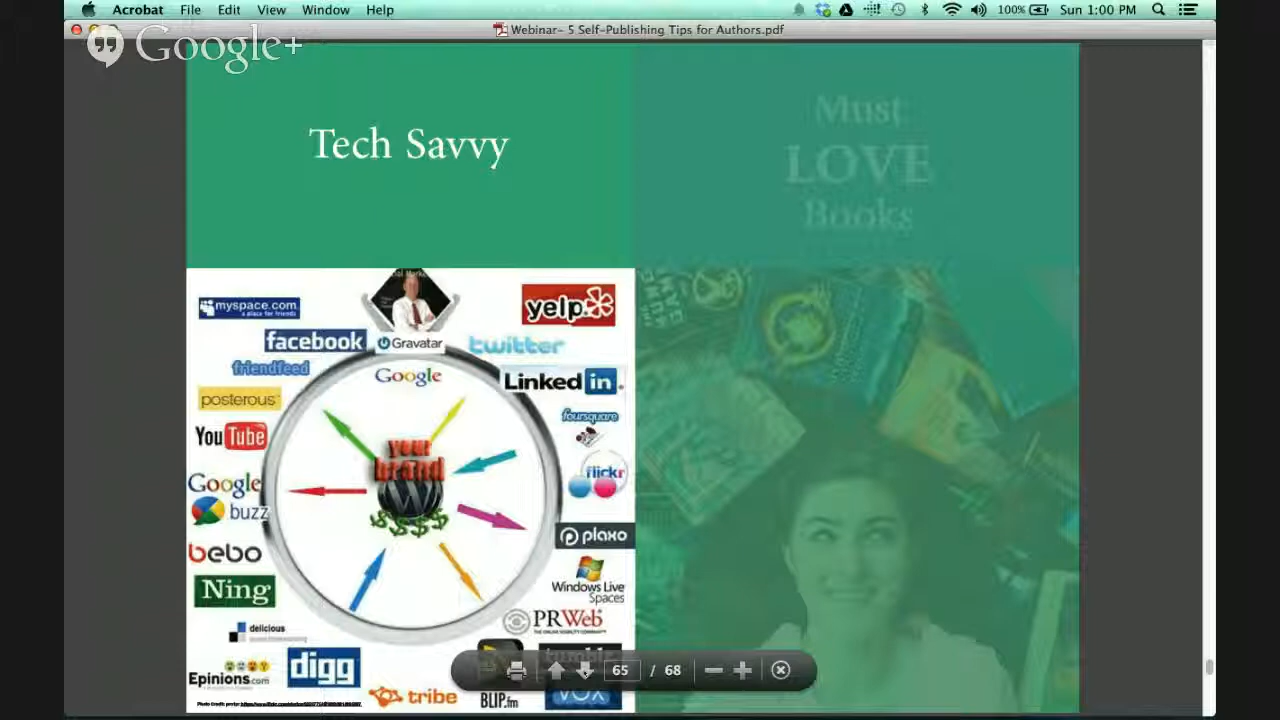 Acrobat File Edit View Window Help
100% Sun 1:00 PM
Webinar- 5 Self-Publishing Tips for Authors.pdf
Google+
Tech Savvy
Must
LOVE
Books
myspace.com
a place for friends
yelp
facebook
Gravatar
twitter
friendfeed
Google
Linked in
posterous
foursquare
YouTube
your
brand
flickr
Google
buzz
plaxo
bebo
Windows Live
Spaces
Ning
PRWeb
delicious
digg
tumblr
Epinions.com
65 / 68
tribe
BLIP.fm
VOX